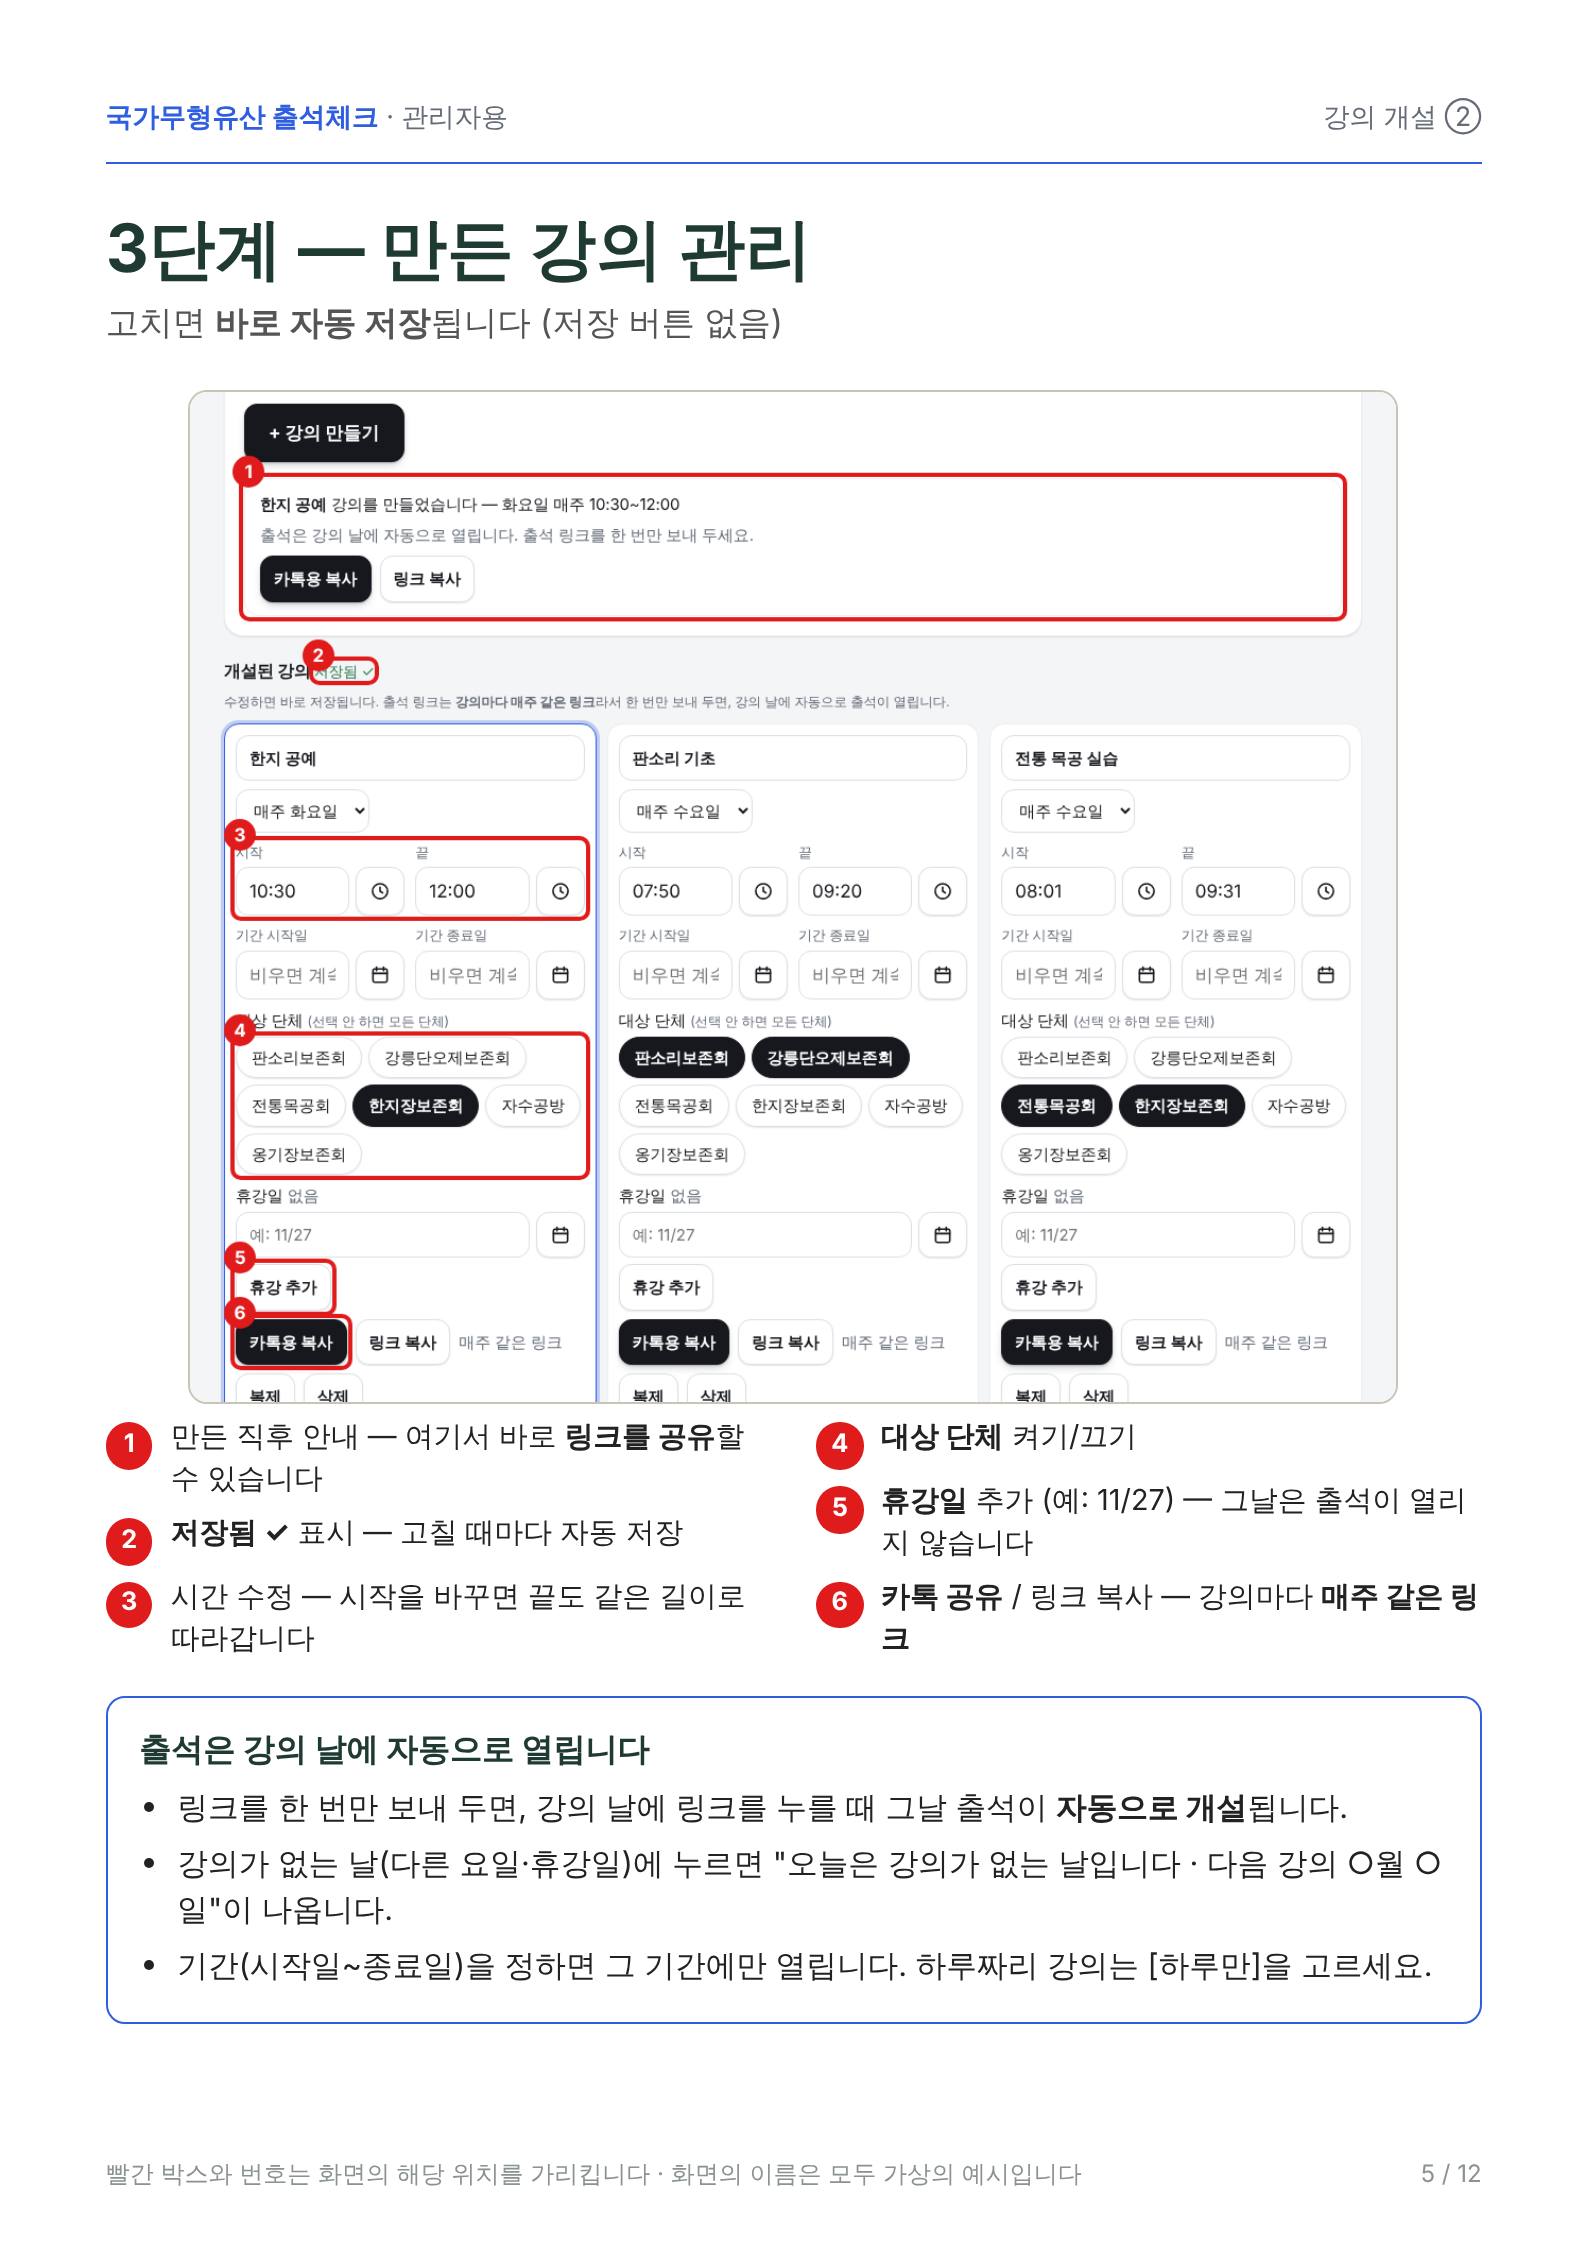 국가무형유산 출석체크 · 관리자용
강의 개설 ②
3단계 — 만든 강의 관리
고치면 바로 자동 저장됩니다 (저장 버튼 없음)
+ 강의 만들기
1
한지 공예 강의를 만들었습니다 — 화요일 매주 10:30~12:00
출석은 강의 날에 자동으로 열립니다. 출석 링크를 한 번만 보내 두세요.
카톡용 복사 링크 복사
2
개설된 강의 저장됨 ✓
수정하면 바로 저장됩니다. 출석 링크는 강의마다 매주 같은 링크라서 한 번만 보내 두면, 강의 날에 자동으로 출석이 열립니다.
한지 공예
매주 화요일
3
시작 끝
10:30 12:00
기간 시작일 기간 종료일
비우면 비우면
4
단체 (선택 안 하면 모든 단체)
판소리보존회 강릉단오제보존회
전통목공회 한지장보존회 자수공방
옹기장보존회
휴강일 없음
예: 11/27
5
휴강 추가
6
카톡용 복사 링크 복사 매주 같은 링크
복제 삭제
판소리 기초
매주 수요일
시작 끝
07:50 09:20
기간 시작일 기간 종료일
비우면 비우면
대상 단체 (선택 안 하면 모든 단체)
판소리보존회 강릉단오제보존회
전통목공회 한지장보존회 자수공방
옹기장보존회
휴강일 없음
예: 11/27
휴강 추가
카톡용 복사 링크 복사 매주 같은 링크
복제 삭제
전통 목공 실습
매주 수요일
시작 끝
08:01 09:31
기간 시작일 기간 종료일
비우면 비우면
대상 단체 (선택 안 하면 모든 단체)
판소리보존회 강릉단오제보존회
전통목공회 한지장보존회 자수공방
옹기장보존회
휴강일 없음
예: 11/27
휴강 추가
카톡용 복사 링크 복사 매주 같은 링크
복제 삭제
1 만든 직후 안내 — 여기서 바로 링크를 공유할
수 있습니다
2 저장됨 ✔ 표시 — 고칠 때마다 자동 저장
3 시간 수정 — 시작을 바꾸면 끝도 같은 길이로
따라갑니다
4 대상 단체 켜기/끄기
5 휴강일 추가 (예: 11/27) — 그날은 출석이 열리
지 않습니다
6 카톡 공유 / 링크 복사 — 강의마다 매주 같은 링
크
출석은 강의 날에 자동으로 열립니다
• 링크를 한 번만 보내 두면, 강의 날에 링크를 누를 때 그날 출석이 자동으로 개설됩니다.
• 강의가 없는 날(다른 요일·휴강일)에 누르면 "오늘은 강의가 없는 날입니다 · 다음 강의 ○월 ○
일"이 나옵니다.
• 기간(시작일~종료일)을 정하면 그 기간에만 열립니다. 하루짜리 강의는 [하루만]을 고르세요.
빨간 박스와 번호는 화면의 해당 위치를 가리킵니다 · 화면의 이름은 모두 가상의 예시입니다
5 / 12